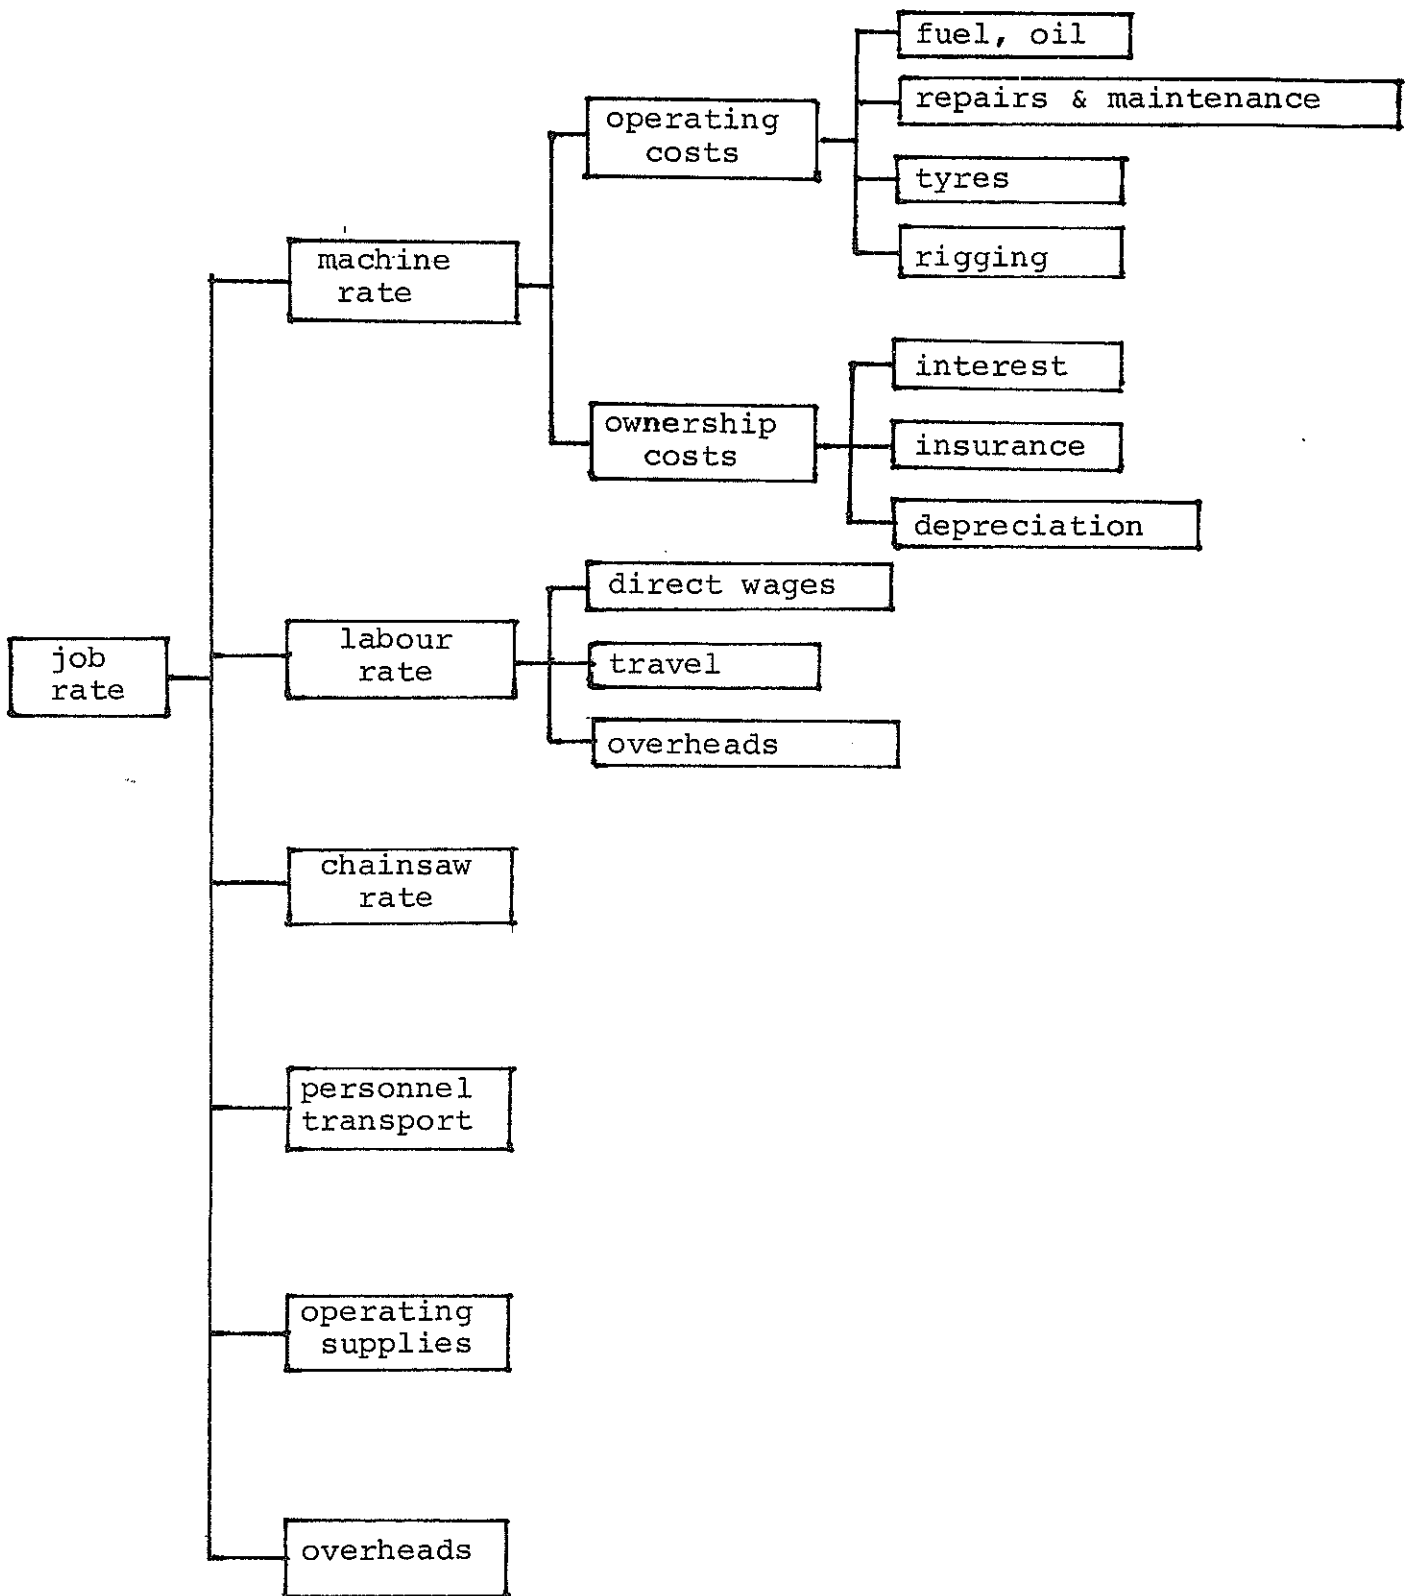 fuel, oil
repairs & maintenance
operating
costs
tyres
rigging
machine
rate
interest
ownership
costs
insurance
depreciation
direct wages
labour
rate
travel
job
rate
overheads
chainsaw
rate
personnel
transport
operating
supplies
overheads